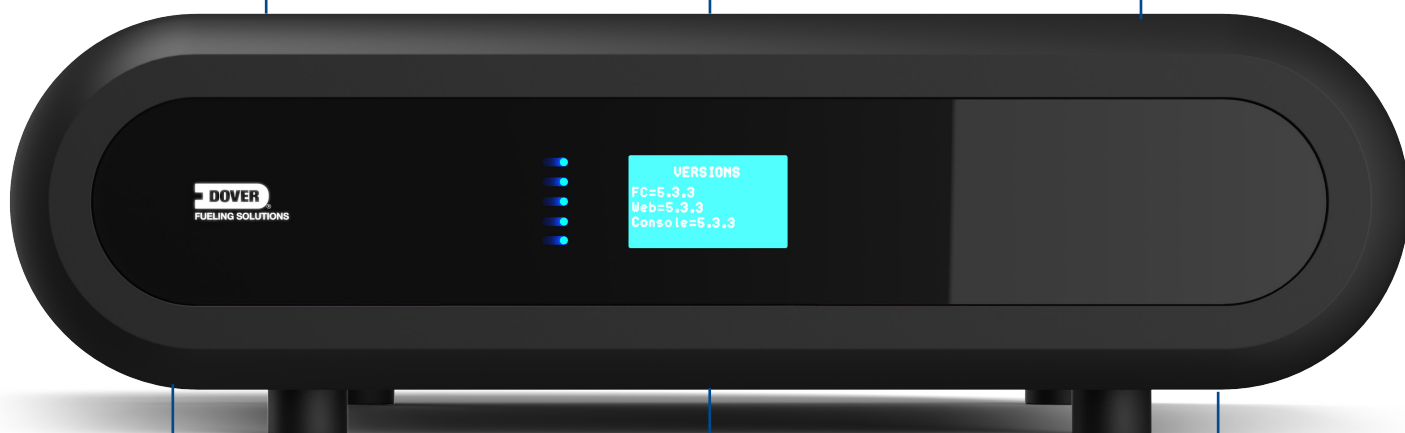 DOVER
FUELING SOLUTIONS
VERSIONS
FC=5.3.3
Web=5.3.3
Console=5.3.3